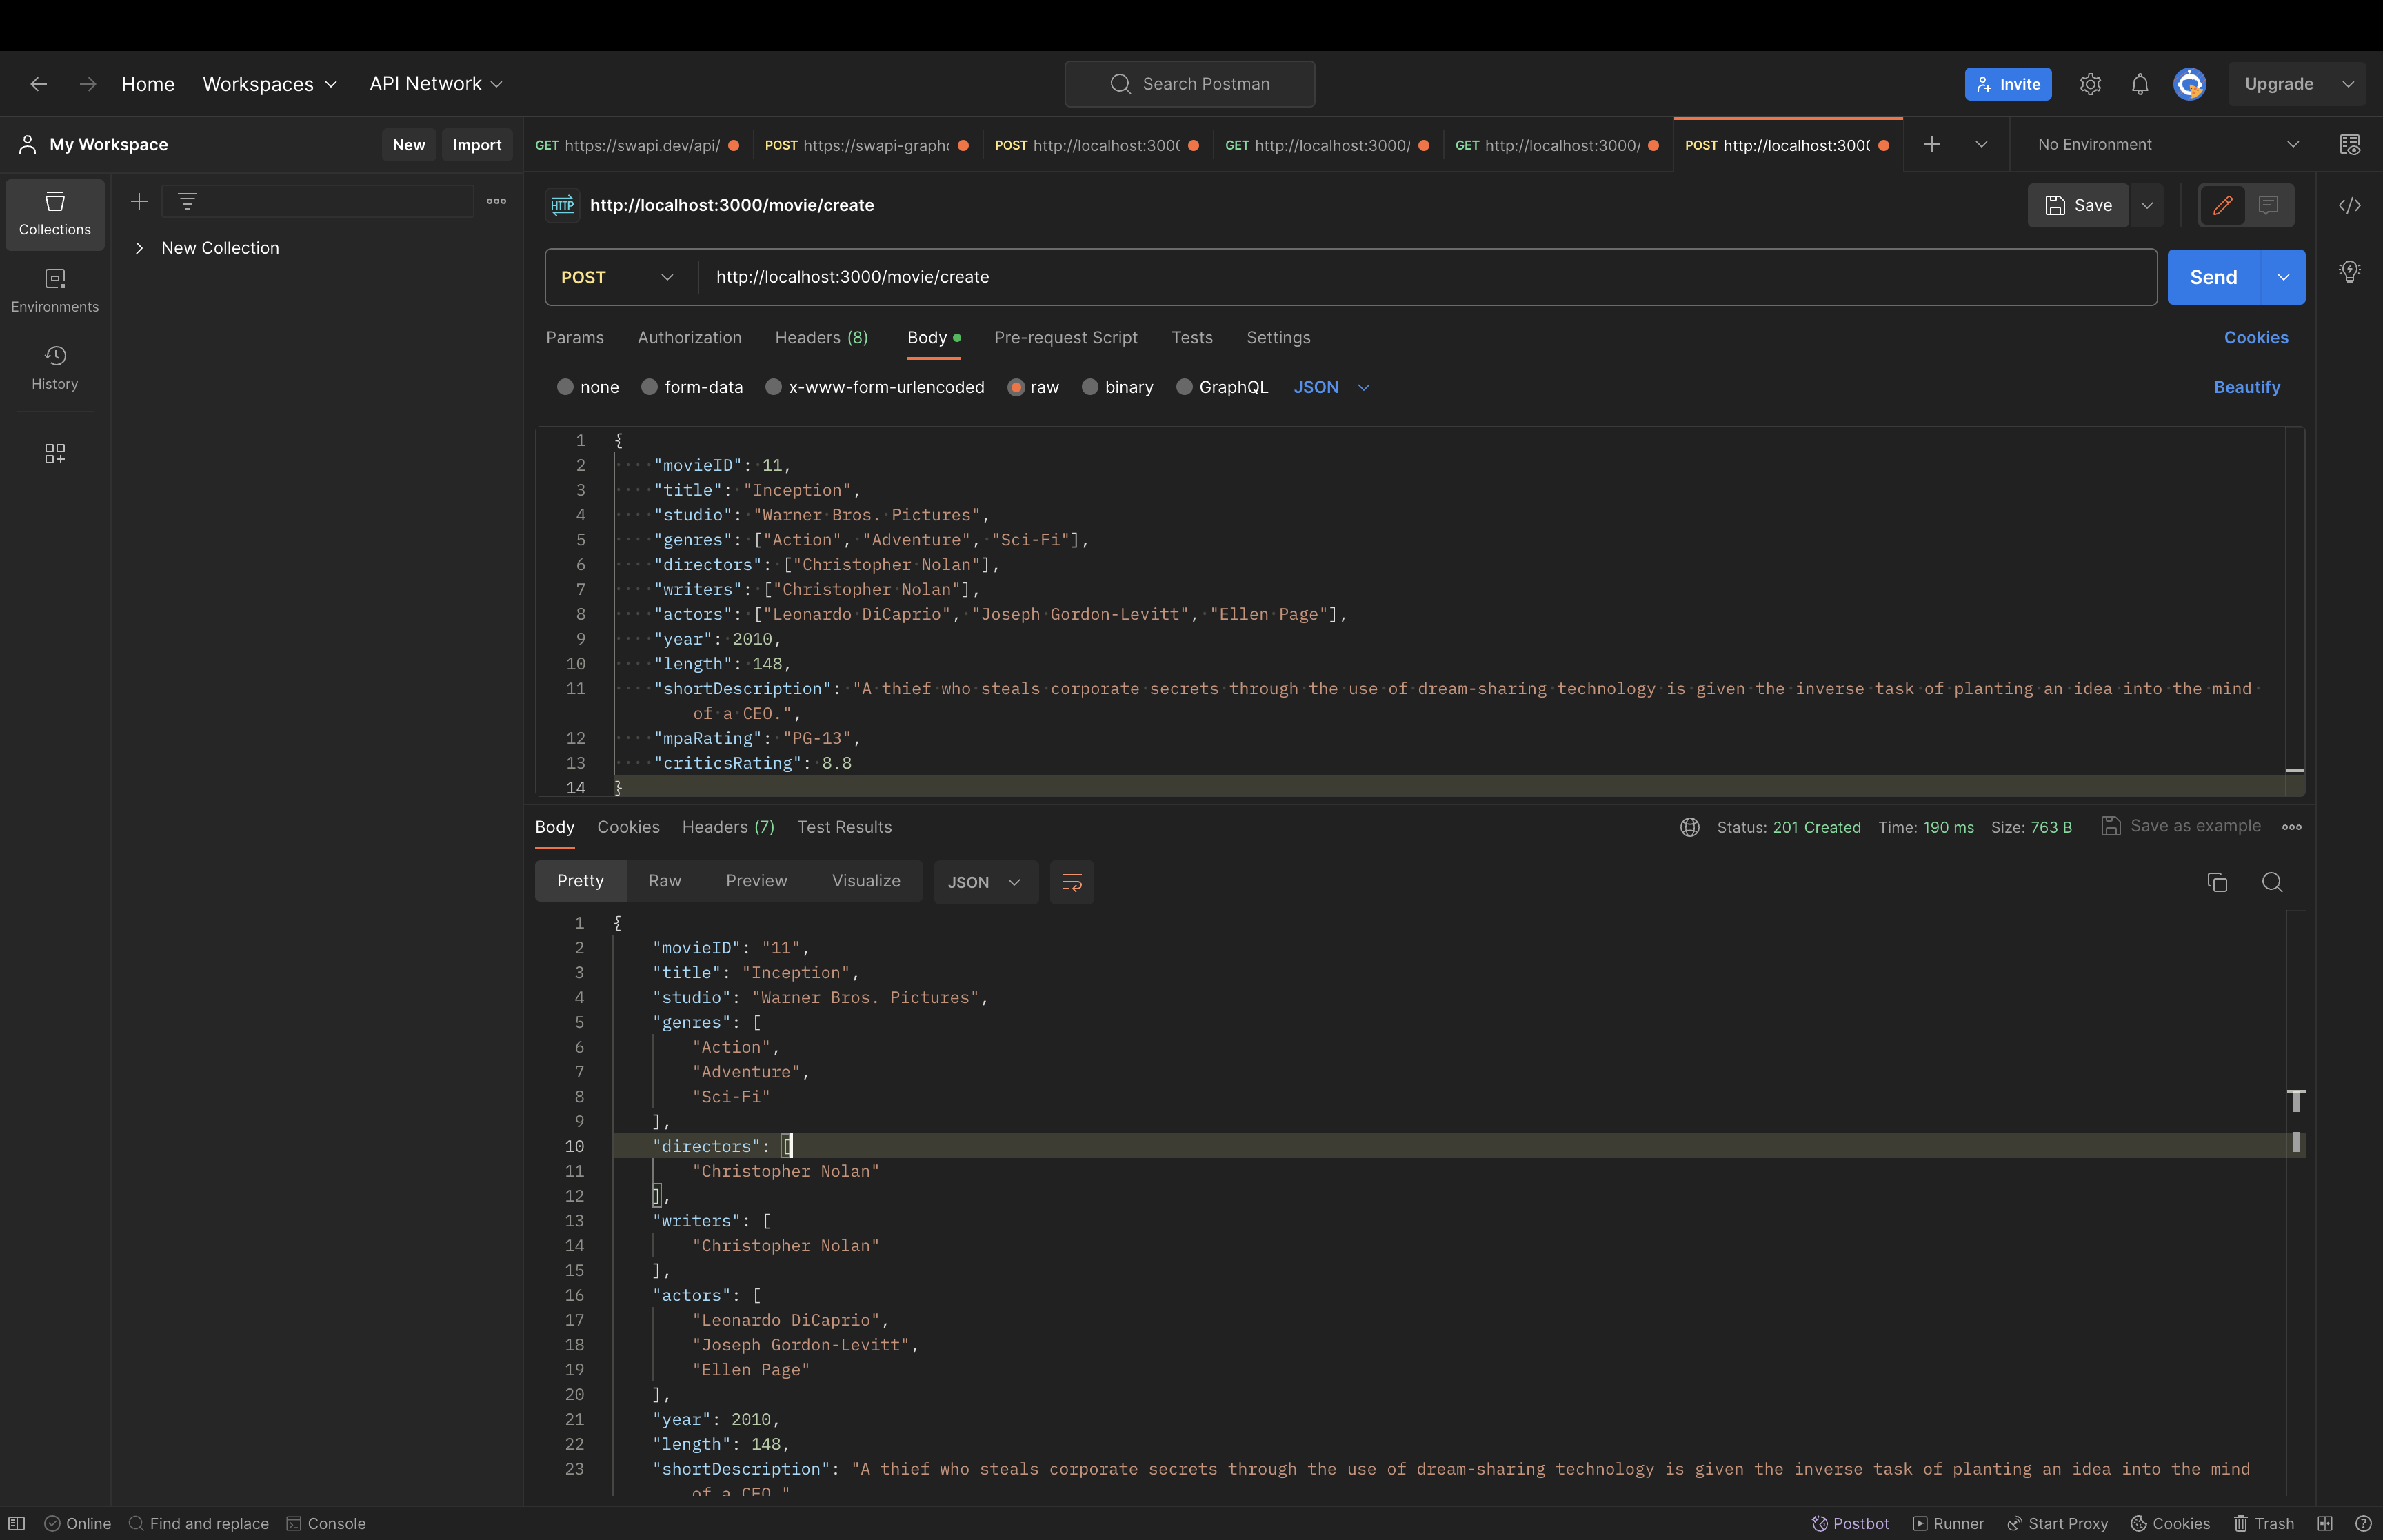 Home Workspaces API Network Search Postman Invite Upgrade
My Workspace New Import GET https://swapi.dev/api/ POST https://swapi-graph POST http://localhost:300 GET http://localhost:3000/ GET http://localhost:3000/ POST http://localhost:300 No Environment
Collections
Environments
History
New Collection
HTTP http://localhost:3000/movie/create Save
POST http://localhost:3000/movie/create Send
Params Authorization Headers (8) Body Pre-request Script Tests Settings Cookies
none form-data x-www-form-urlencoded raw binary GraphQL JSON Beautify
1 {
2 "movieID": 11,
3 "title": "Inception",
4 "studio": "Warner Bros. Pictures",
5 "genres": ["Action", "Adventure", "Sci-Fi"],
6 "directors": ["Christopher Nolan"],
7 "writers": ["Christopher Nolan"],
8 "actors": ["Leonardo DiCaprio", "Joseph Gordon-Levitt", "Ellen Page"],
9 "year": 2010,
10 "length": 148,
11 "shortDescription": "A thief who steals corporate secrets through the use of dream-sharing technology is given the inverse task of planting an idea into the mind
of a CEO.",
12 "mpaRating": "PG-13",
13 "criticsRating": 8.8
14 }
Body Cookies Headers (7) Test Results Status: 201 Created Time: 190 ms Size: 763 B Save as example
Pretty Raw Preview Visualize JSON
1 {
2 "movieID": "11",
3 "title": "Inception",
4 "studio": "Warner Bros. Pictures",
5 "genres": [
6 "Action",
7 "Adventure",
8 "Sci-Fi"
9 ],
10 "directors": [
11 "Christopher Nolan"
12 ],
13 "writers": [
14 "Christopher Nolan"
15 ],
16 "actors": [
17 "Leonardo DiCaprio",
18 "Joseph Gordon-Levitt",
19 "Ellen Page"
20 ],
21 "year": 2010,
22 "length": 148,
23 "shortDescription": "A thief who steals corporate secrets through the use of dream-sharing technology is given the inverse task of planting an idea into the mind
of a CEO."
Online Find and replace Console Postbot Runner Start Proxy Cookies Trash